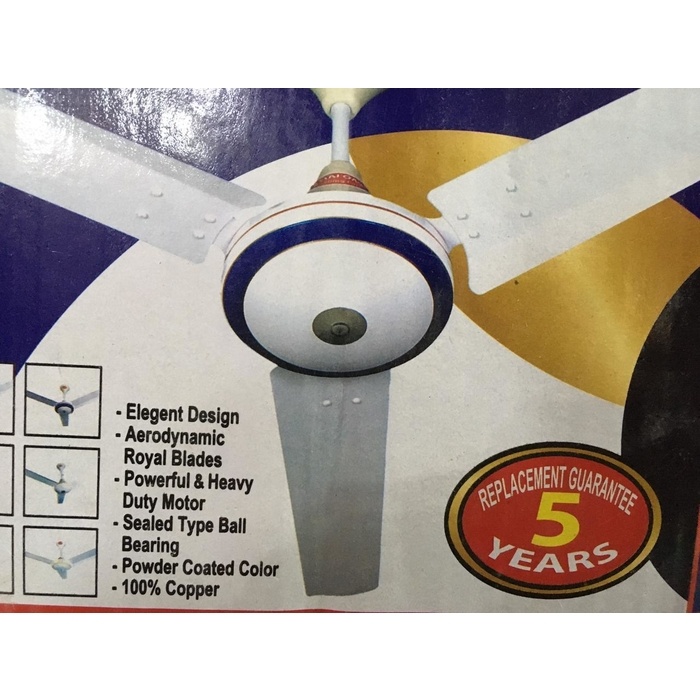 - Elegent Design
- Aerodynamic
Royal Blades
- Powerful & Heavy
Duty Motor
- Sealed Type Ball
Bearing
- Powder Coated Color
- 100% Copper
REPLACEMENT GUARANTEE
5
YEARS